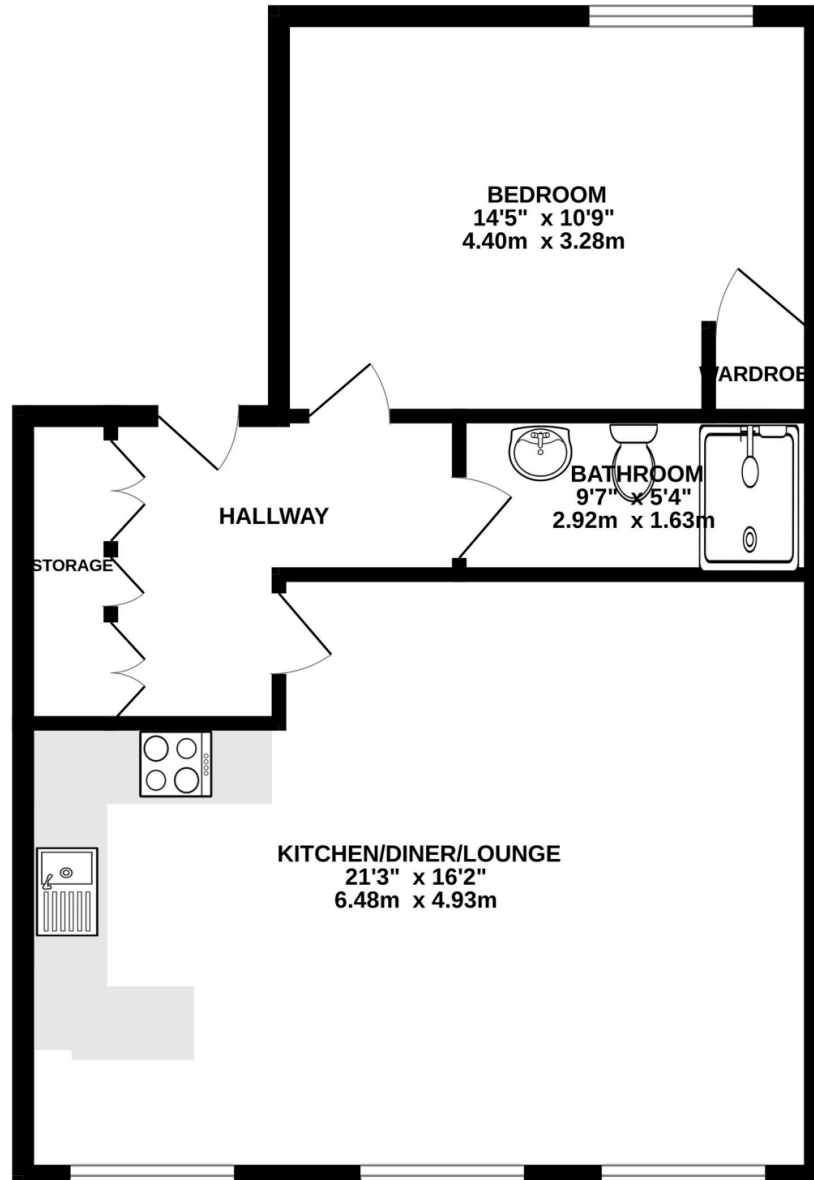 BEDROOM
14'5" x 10'9"
4.40m x 3.28m
WARDROBE
BATHROOM
9'7" x 5'4"
2.92m x 1.63m
HALLWAY
STORAGE
KITCHEN/DINER/LOUNGE
21'3" x 16'2"
6.48m x 4.93m